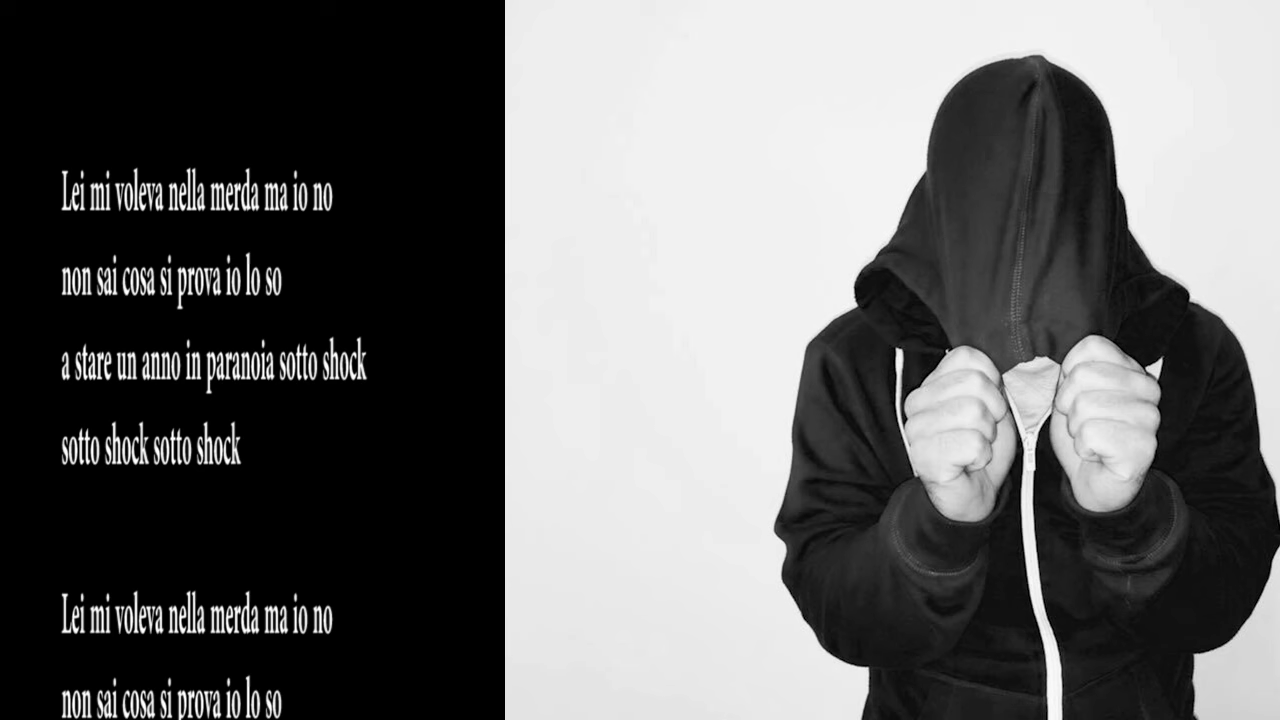 Lei mi voleva nella merda ma io no
non sai cosa si prova io lo so
a stare un anno in paranoia sotto shock
sotto shock sotto shock
Lei mi voleva nella merda ma io no
non sai cosa si prova io lo so